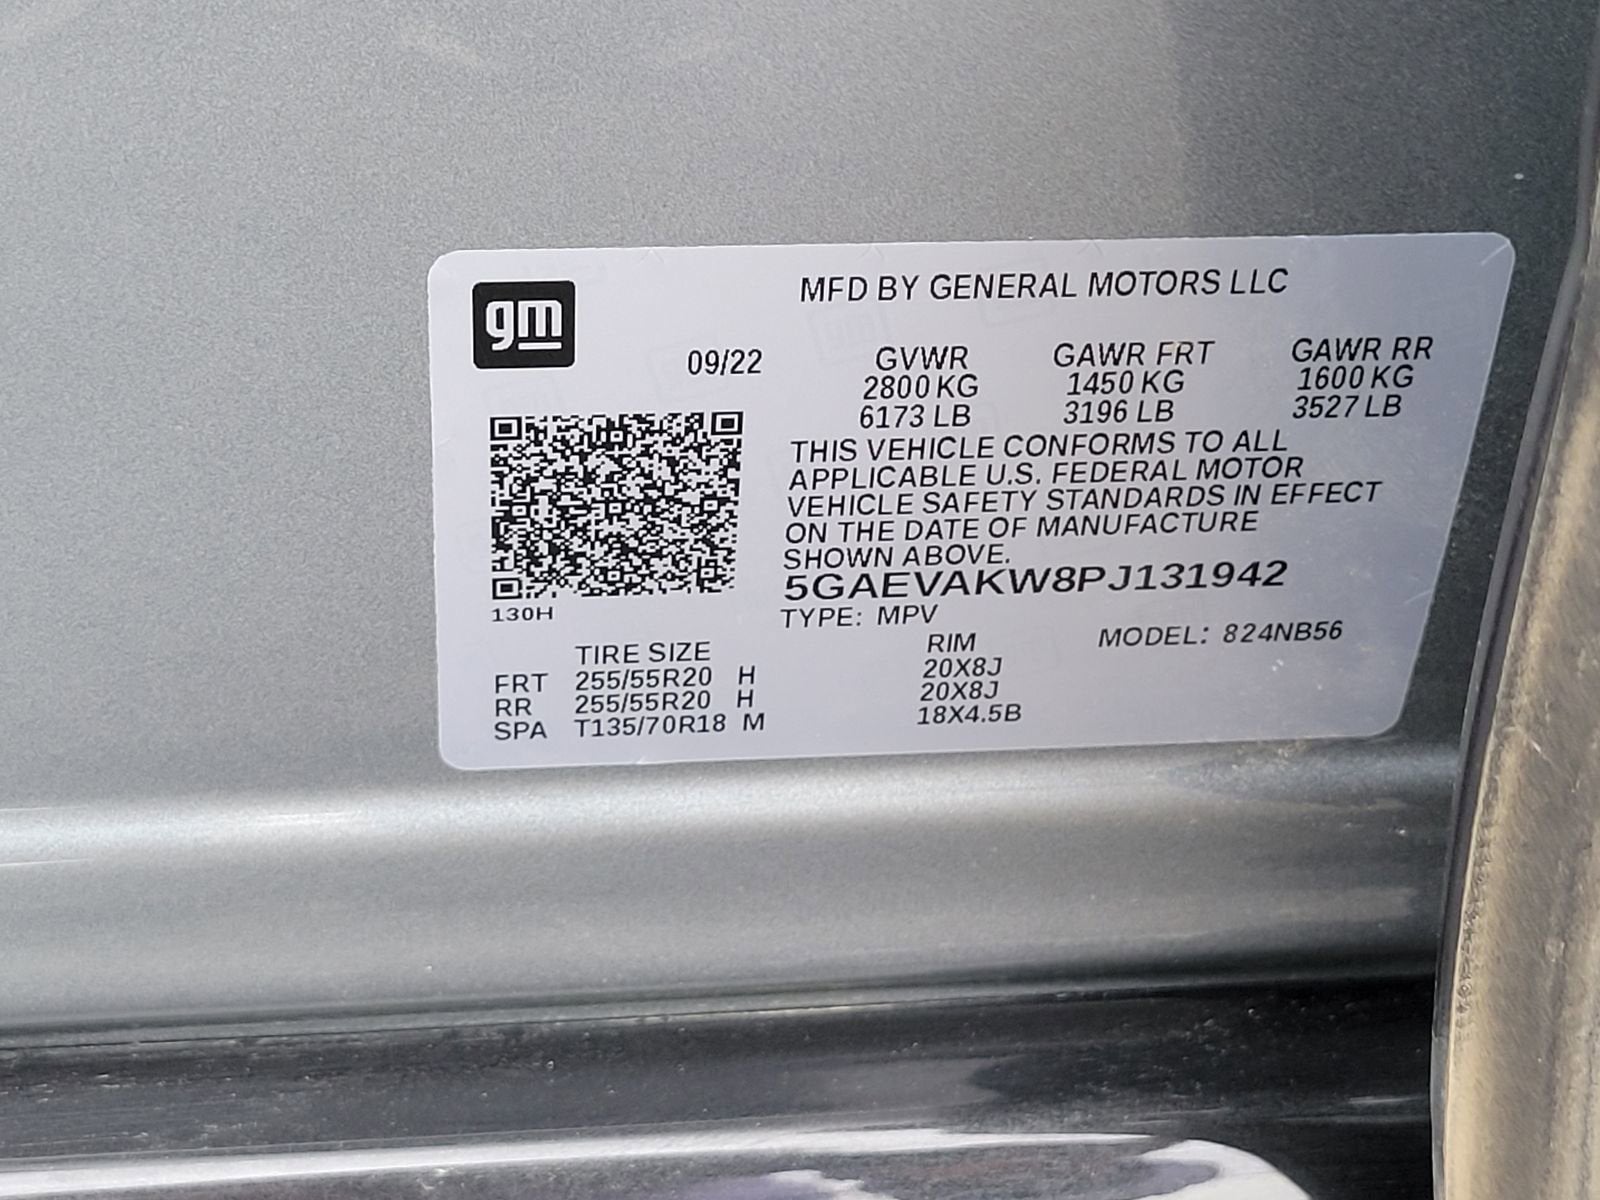 gm
MFD BY GENERAL MOTORS LLC
09/22 GVWR GAWR FRT GAWR RR
2800 KG 1450 KG 1600 KG
6173 LB 3196 LB 3527 LB
THIS VEHICLE CONFORMS TO ALL
APPLICABLE U.S. FEDERAL MOTOR
VEHICLE SAFETY STANDARDS IN EFFECT
ON THE DATE OF MANUFACTURE
SHOWN ABOVE.
5GAEVAKW8PJ131942
130H
TYPE: MPV MODEL: 824NB56
TIRE SIZE RIM
FRT 255/55R20 H 20X8J
RR 255/55R20 H 20X8J
SPA T135/70R18 M 18X4.5B